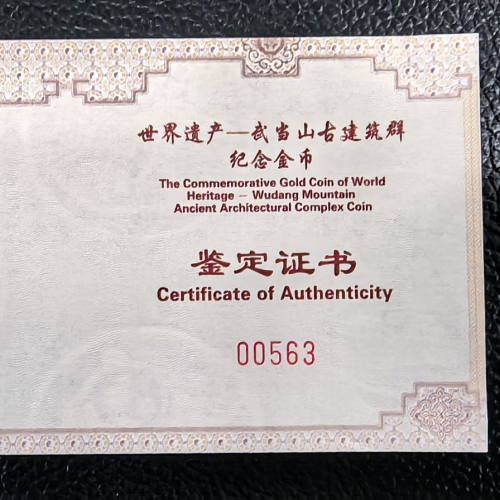 世界遗产—武当山古建筑群
纪念金币
The Commemorative Gold Coin of World
Heritage – Wudang Mountain
Ancient Architectural Complex Coin
鉴定证书
Certificate of Authenticity
00563